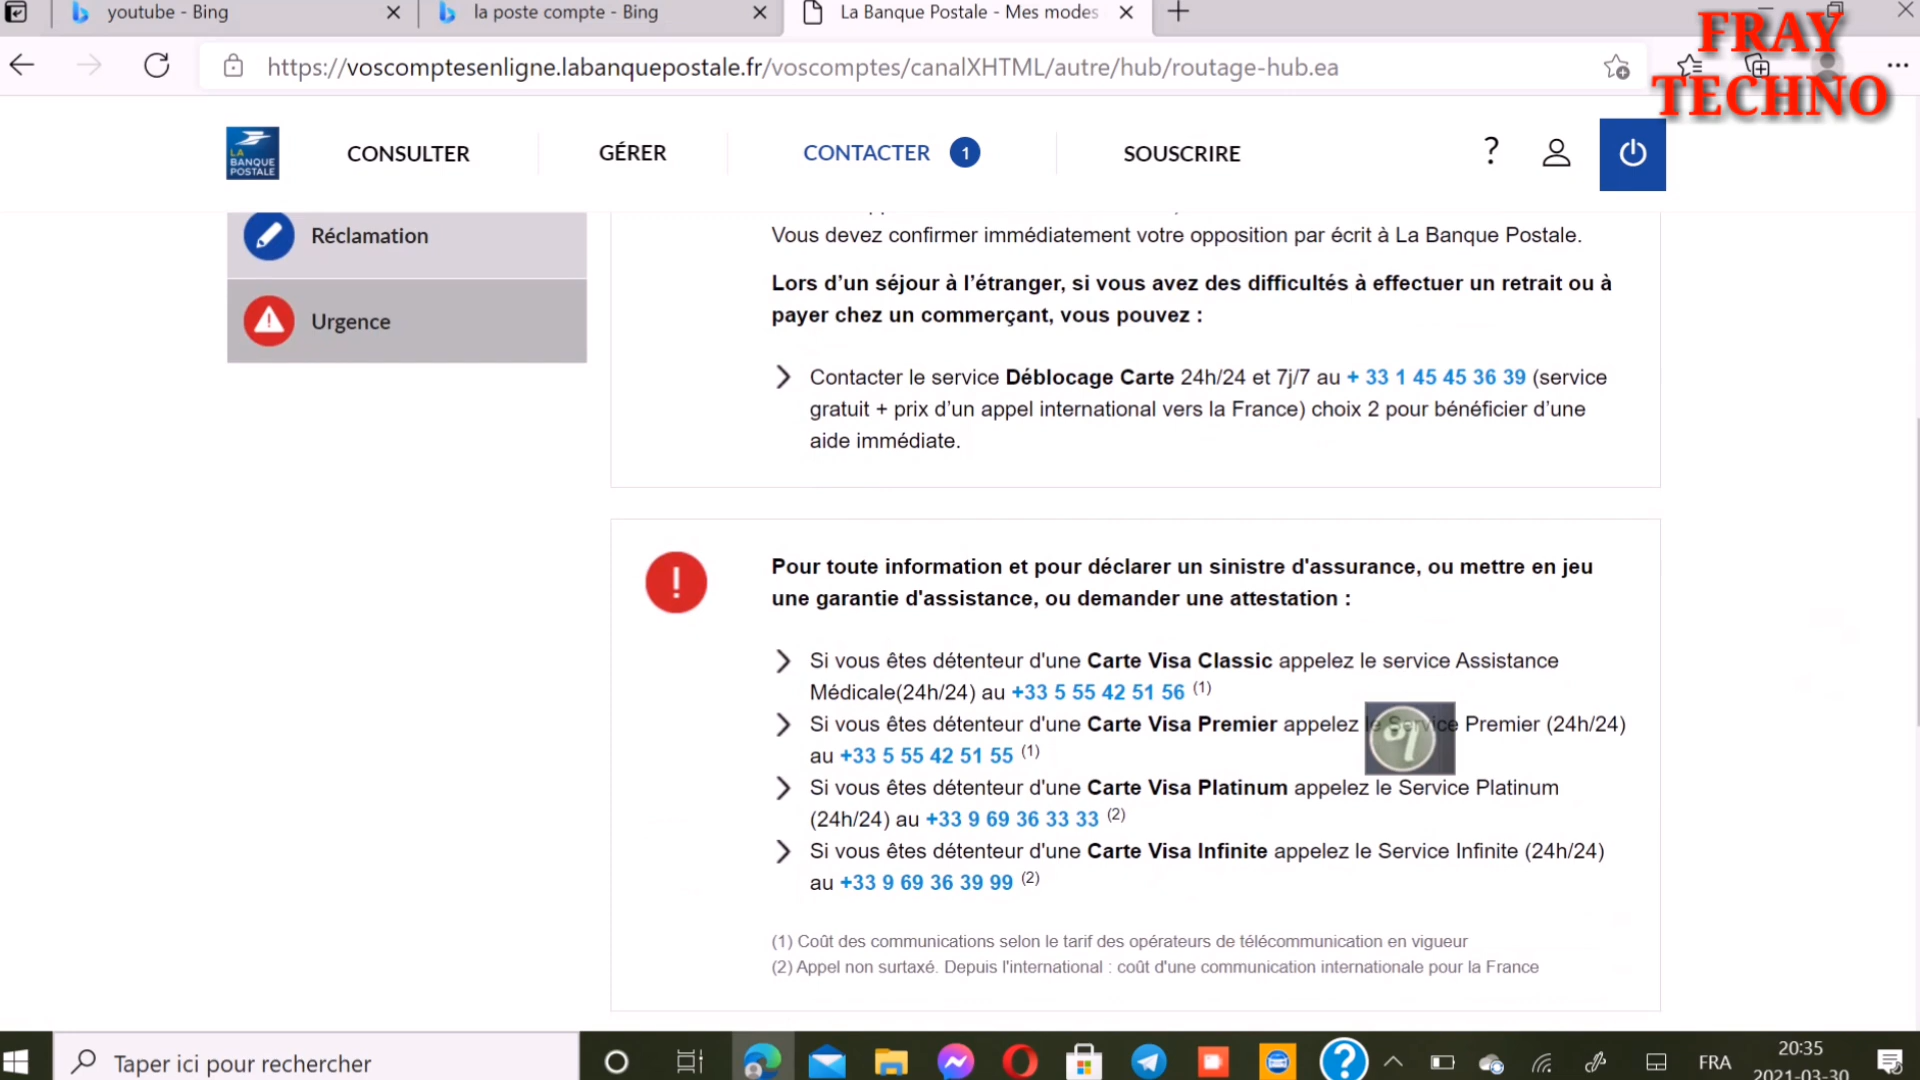 youtube - Bing
la poste compte - Bing
La Banque Postale - Mes modes
FRAY
TECHNO
https://voscomptesenligne.labanquepostale.fr/voscomptes/canalXHTML/autre/hub/routage-hub.ea
LA
BANQUE
POSTALE
CONSULTER
GÉRER
CONTACTER 1
SOUSCRIRE
?
Réclamation
Urgence
Vous devez confirmer immédiatement votre opposition par écrit à La Banque Postale.
Lors d’un séjour à l’étranger, si vous avez des difficultés à effectuer un retrait ou à
payer chez un commerçant, vous pouvez :
Contacter le service Déblocage Carte 24h/24 et 7j/7 au + 33 1 45 45 36 39 (service
gratuit + prix d’un appel international vers la France) choix 2 pour bénéficier d’une
aide immédiate.
!
Pour toute information et pour déclarer un sinistre d'assurance, ou mettre en jeu
une garantie d'assistance, ou demander une attestation :
Si vous êtes détenteur d'une Carte Visa Classic appelez le service Assistance
Médicale(24h/24) au +33 5 55 42 51 56 (1)
Si vous êtes détenteur d'une Carte Visa Premier appelez le Service Premier (24h/24)
au +33 5 55 42 51 55 (1)
Si vous êtes détenteur d'une Carte Visa Platinum appelez le Service Platinum
(24h/24) au +33 9 69 36 33 33 (2)
Si vous êtes détenteur d'une Carte Visa Infinite appelez le Service Infinite (24h/24)
au +33 9 69 36 39 99 (2)
(1) Coût des communications selon le tarif des opérateurs de télécommunication en vigueur
(2) Appel non surtaxé. Depuis l'international : coût d'une communication internationale pour la France
Taper ici pour rechercher
?
FRA
20:35
2021-03-30